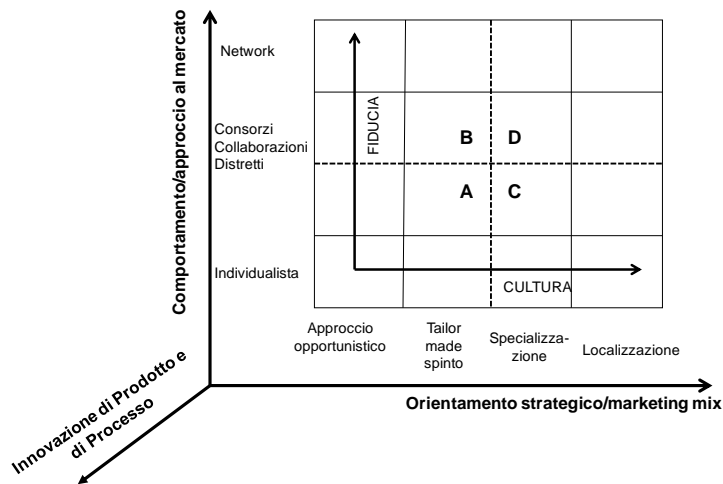 Comportamento/approccio al mercato
Network
Consorzi
Collaborazioni
Distretti
Individualista
FIDUCIA
B
D
A
C
CULTURA
Approccio
opportunistico
Tailor
made
spinto
Specializza-
zione
Localizzazione
Orientamento strategico/marketing mix
Innovazione di Prodotto e
di Processo